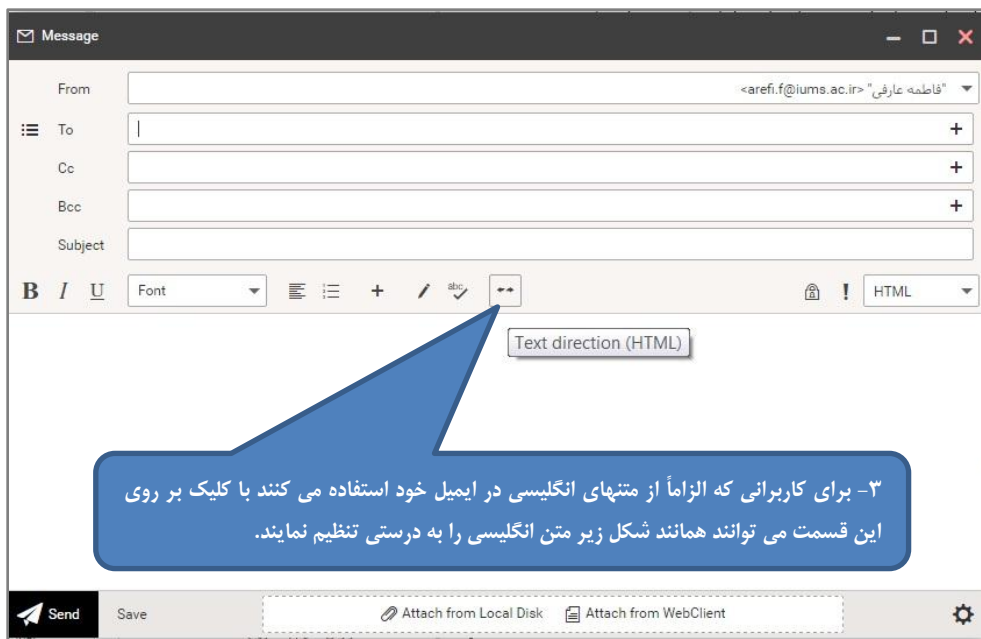 Message
From
"فاطمه عارفی" <arefi.f@iums.ac.ir>
To
Cc
Bcc
Subject
B I U Font abc HTML
Text direction (HTML)
۳- برای کاربرانی که الزاماً از متنهای انگلیسی در ایمیل خود استفاده می کنند با کلیک بر روی
این قسمت می توانند همانند شکل زیر متن انگلیسی را به درستی تنظیم نمایند.
Send Save Attach from Local Disk Attach from WebClient